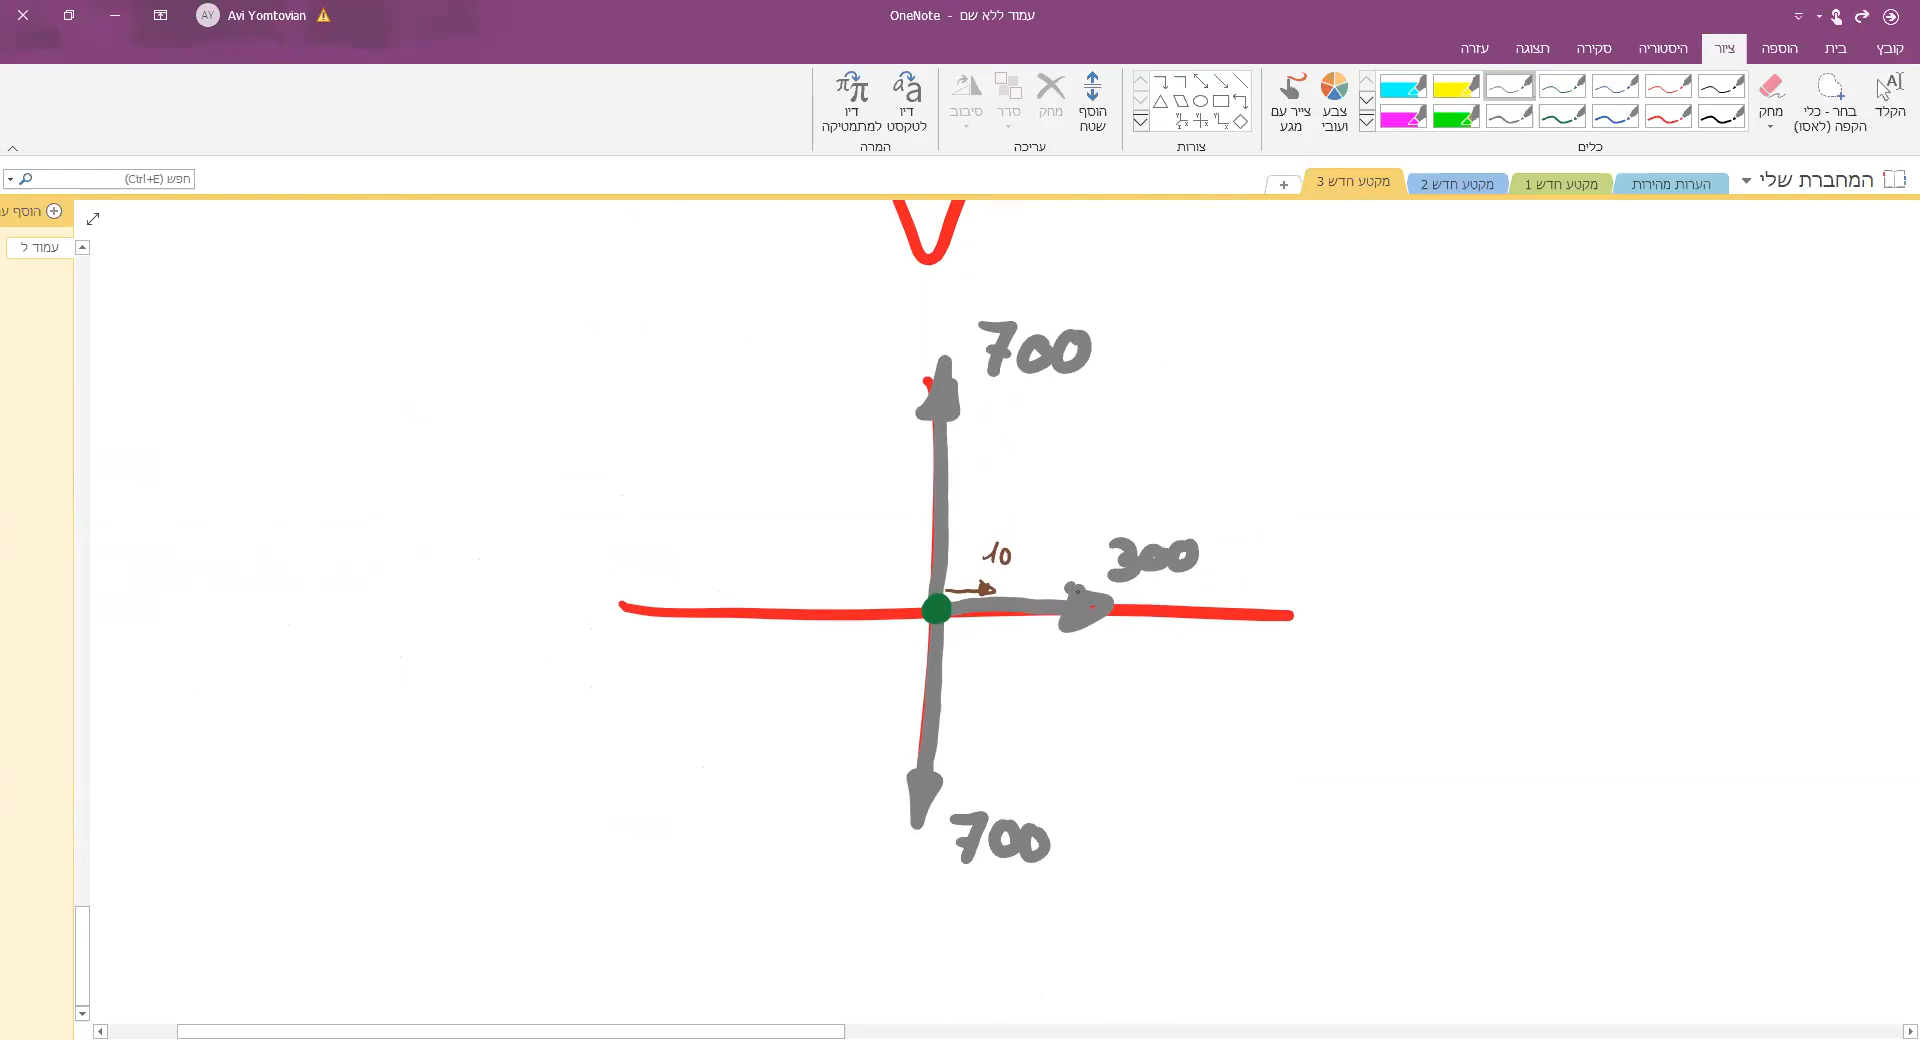 Avi Yomtovian
AY
עמוד ללא שם - OneNote
קובץ
בית
הוספה
ציור
היסטוריה
סקירה
תצוגה
עזרה
הקלד
בחר - כלי
הקפה (לאסו)
מחק
כלים
צבע
ועובי
צייר עם
מגע
צורות
הוסף
שטח
מחק
סדר
סיבוב
עריכה
דיו
לטקסט
דיו
למתמטיקה
המרה
המחברת שלי
הערות מהירות
מקטע חדש 1
מקטע חדש 2
מקטע חדש 3
חפש (Ctrl+E)
הוסף עו
עמוד ל
700
10
300
700